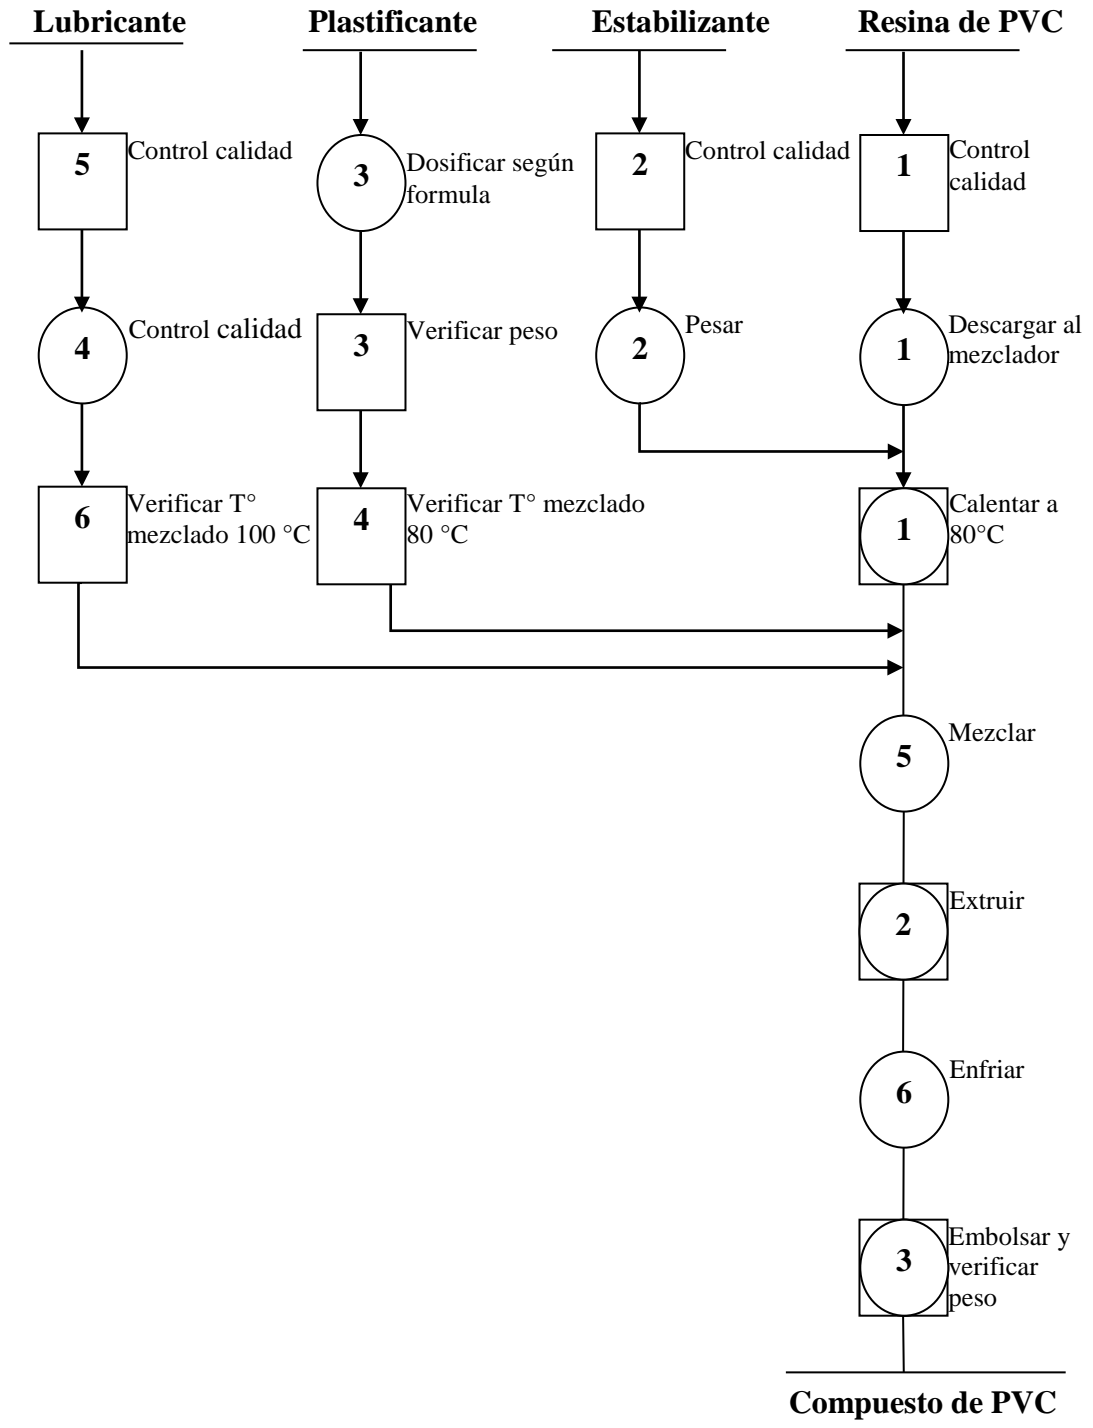 Lubricante
Plastificante
Estabilizante
Resina de PVC
5
Control calidad
3
Dosificar según
formula
2
Control calidad
1
Control
calidad
4
Control calidad
3
Verificar peso
2
Pesar
1
Descargar al
mezclador
6
Verificar T°
mezclado 100 °C
4
Verificar T° mezclado
80 °C
1
Calentar a
80°C
5
Mezclar
2
Extruir
6
Enfriar
3
Embolsar y
verificar
peso
Compuesto de PVC